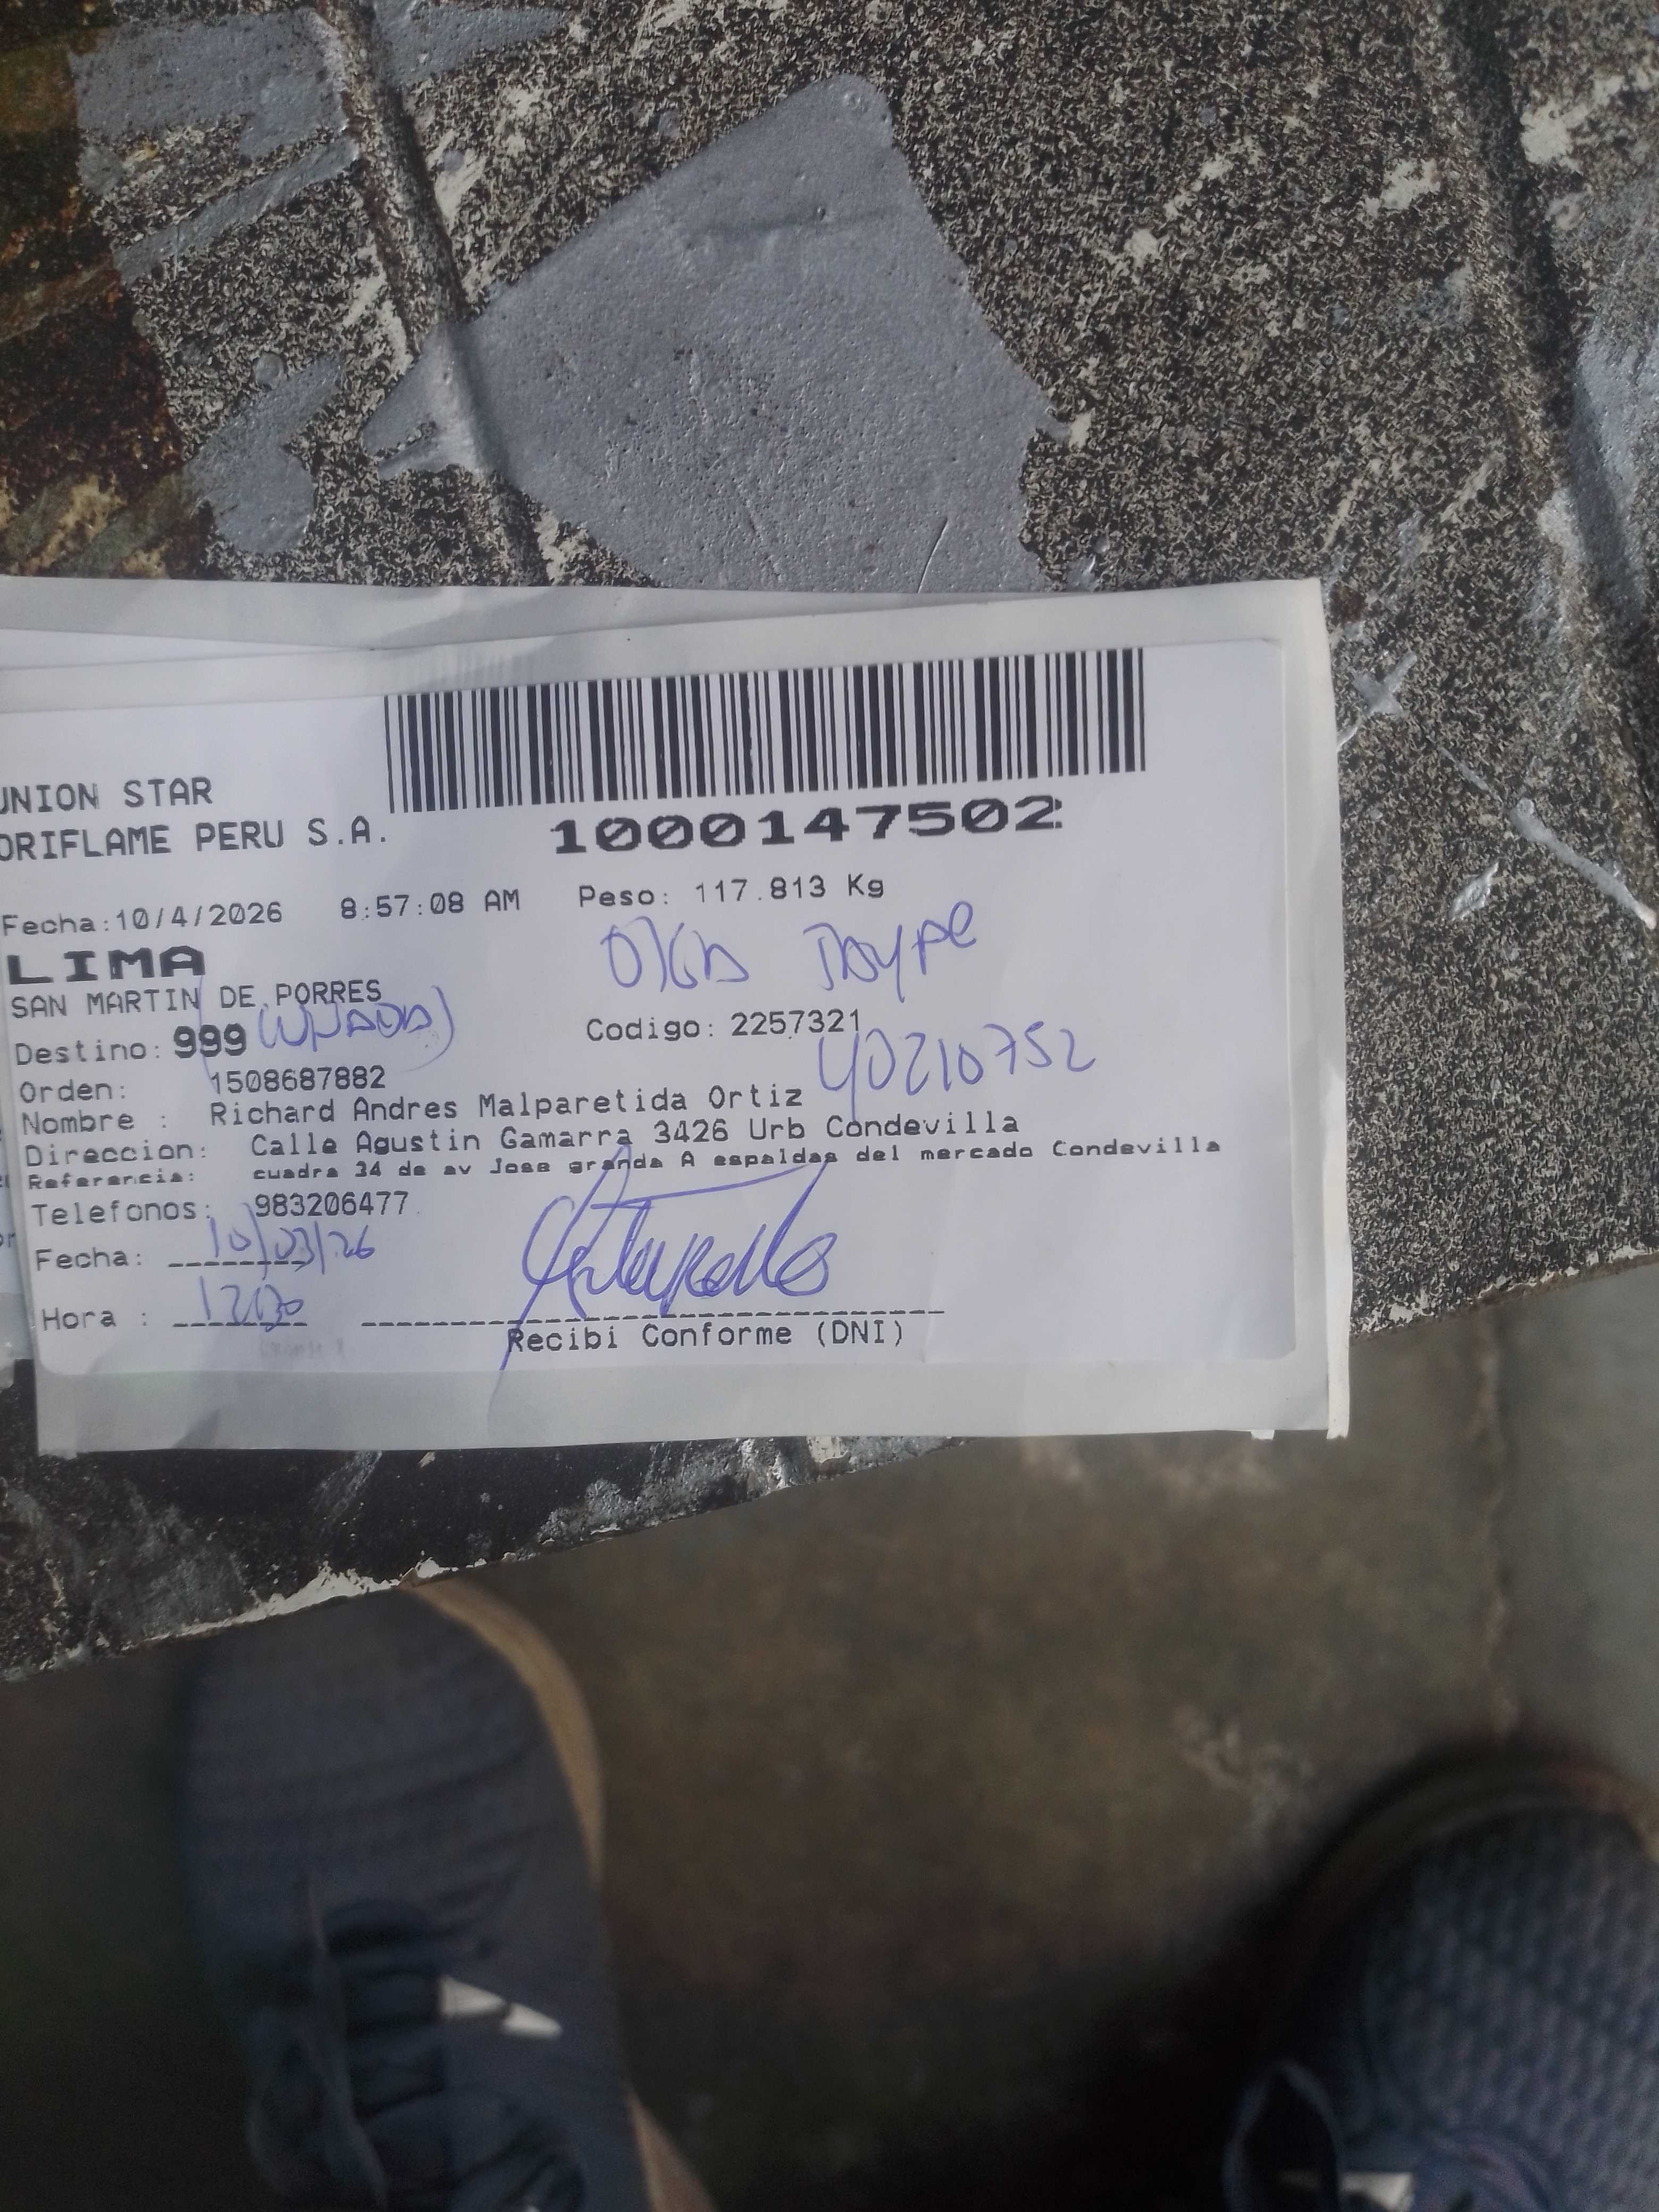 UNION STAR
ORIFLAME PERU S.A.
1000147502
Fecha:10/4/2026 8:57:08 AM Peso: 117.813 Kg
LIMA
SAN MARTIN DE PORRES
Destino: 999 Codigo: 2257321
40210752
Orden: 1508687882
Nombre : Richard Andres Malparetida Ortiz
Direccion: Calle Agustin Gamarra 3426 Urb Condevilla
Referencia: cuadra 34 de av Jose granda A espaldas del mercado Condevilla
Telefonos: 983206477
Fecha: 10/03/26
Hora :
Recibi Conforme (DNI)